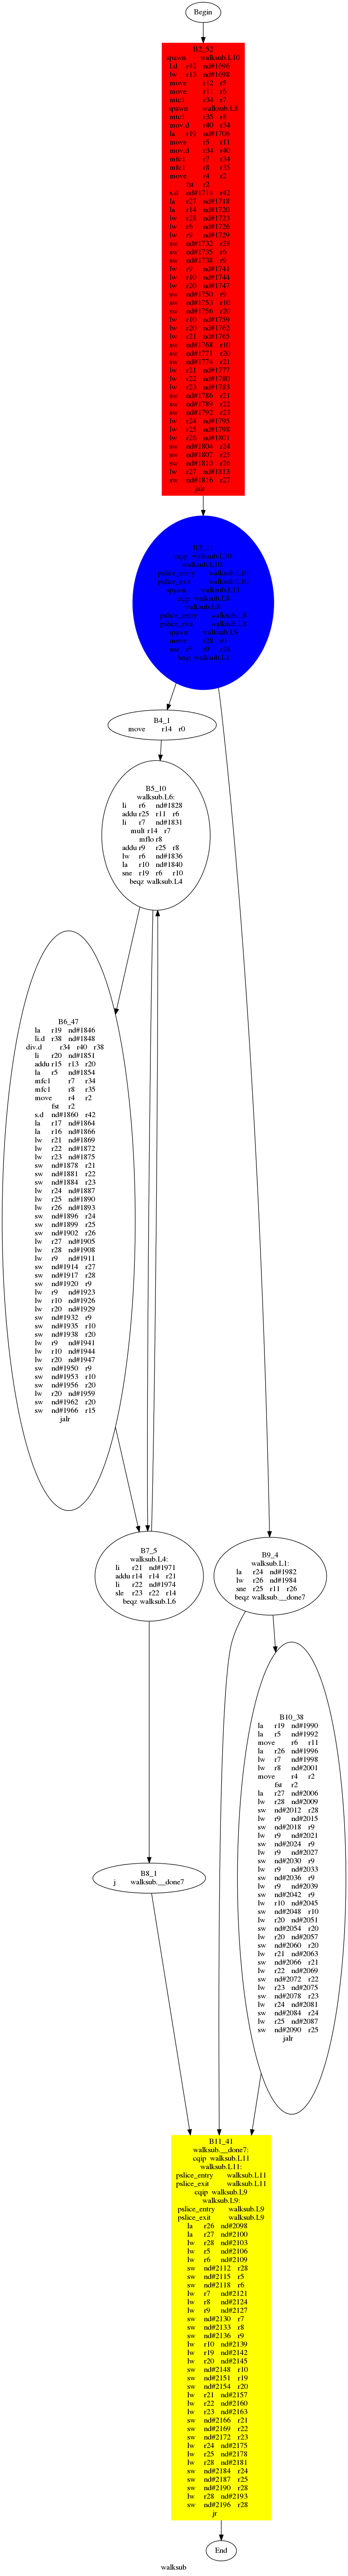 Begin
B2_52
spawn walksub.L10
l.d r42 nd#1696
lw r13 nd#1698
move r12 r5
move r11 r6
mtc1 r34 r7
spawn walksub.L8
mtc1 r35 r8
mov.d r40 r34
la r19 nd#1706
move r5 r11
mov.d r34 r40
mfc1 r7 r34
mfc1 r8 r35
move r4 r2
fst r2
s.d nd#1714 r42
la r27 nd#1718
la r14 nd#1720
lw r28 nd#1723
lw r6 nd#1726
lw r9 nd#1729
sw nd#1732 r28
sw nd#1735 r6
sw nd#1738 r9
lw r9 nd#1741
lw r10 nd#1744
lw r20 nd#1747
sw nd#1750 r9
sw nd#1753 r10
sw nd#1756 r20
lw r10 nd#1759
lw r20 nd#1762
lw r21 nd#1765
sw nd#1768 r10
sw nd#1771 r20
sw nd#1774 r21
lw r21 nd#1777
lw r22 nd#1780
lw r23 nd#1783
sw nd#1786 r21
sw nd#1789 r22
sw nd#1792 r23
lw r24 nd#1795
lw r25 nd#1798
lw r26 nd#1801
sw nd#1804 r24
sw nd#1807 r25
sw nd#1810 r26
lw r27 nd#1813
sw nd#1816 r27
jalr
B3_11
cqip walksub.L10
walksub.L10:
pslice_entry walksub.L10
pslice_exit walksub.L10
spawn walksub.L11
cqip walksub.L8
walksub.L8:
pslice_entry walksub.L8
pslice_exit walksub.L8
spawn walksub.L9
move r20 r0
beqz walksub.L1
B4_1
move r14 r0
B5_10
walksub.L6:
li r6 nd#1828
addu r25 r11 r6
li r7 nd#1831
mult r14 r7
mflo r8
addu r9 r25 r8
lw r6 nd#1836
la r10 nd#1840
sne r19 r6 r10
beqz walksub.L4
B6_47
la r19 nd#1846
li.d r38 nd#1848
div.d r34 r40 r38
li r20 nd#1851
addu r15 r13 r20
la r5 nd#1854
mfc1 r7 r34
mfc1 r8 r35
move r4 r2
fst r2
s.d nd#1860 r42
la r17 nd#1864
la r16 nd#1866
lw r21 nd#1869
lw r22 nd#1872
lw r23 nd#1875
sw nd#1878 r21
sw nd#1881 r22
sw nd#1884 r23
lw r24 nd#1887
lw r25 nd#1890
lw r26 nd#1893
sw nd#1896 r24
sw nd#1899 r25
sw nd#1902 r26
lw r27 nd#1905
lw r28 nd#1908
lw r9 nd#1911
sw nd#1914 r27
sw nd#1917 r28
sw nd#1920 r9
lw r9 nd#1923
lw r10 nd#1926
lw r20 nd#1929
sw nd#1932 r9
sw nd#1935 r10
sw nd#1938 r20
lw r9 nd#1941
lw r10 nd#1944
lw r20 nd#1947
sw nd#1950 r9
sw nd#1953 r10
sw nd#1956 r20
lw r20 nd#1959
sw nd#1962 r20
sw nd#1966 r15
jalr
B7_5
walksub.L4:
li r21 nd#1971
addu r14 r14 r21
li r22 nd#1974
sle r23 r22 r14
beqz walksub.L6
B9_4
walksub.L1:
la r24 nd#1982
lw r26 nd#1984
sne r25 r11 r26
beqz walksub.__done7
B10_38
la r19 nd#1990
la r5 nd#1992
move r6 r11
la r26 nd#1996
lw r7 nd#1998
lw r8 nd#2001
move r4 r2
fst r2
la r27 nd#2006
lw r28 nd#2009
sw nd#2012 r28
lw r9 nd#2015
sw nd#2018 r9
lw r9 nd#2021
sw nd#2024 r9
lw r9 nd#2027
sw nd#2030 r9
lw r9 nd#2033
sw nd#2036 r9
lw r9 nd#2039
sw nd#2042 r9
lw r10 nd#2045
sw nd#2048 r10
lw r20 nd#2051
sw nd#2054 r20
lw r20 nd#2057
sw nd#2060 r20
lw r21 nd#2063
sw nd#2066 r21
lw r22 nd#2069
sw nd#2072 r22
lw r23 nd#2075
sw nd#2078 r23
lw r24 nd#2081
sw nd#2084 r24
lw r25 nd#2087
sw nd#2090 r25
jalr
B8_1
j walksub.__done7
B11_41
walksub.__done7:
cqip walksub.L11
walksub.L11:
pslice_entry walksub.L11
pslice_exit walksub.L11
cqip walksub.L9
walksub.L9:
pslice_entry walksub.L9
pslice_exit walksub.L9
la r26 nd#2098
la r27 nd#2100
lw r28 nd#2103
lw r5 nd#2106
lw r6 nd#2109
sw nd#2112 r28
sw nd#2115 r5
sw nd#2118 r6
lw r7 nd#2121
lw r8 nd#2124
lw r9 nd#2127
sw nd#2130 r7
sw nd#2133 r8
sw nd#2136 r9
lw r10 nd#2139
lw r19 nd#2142
lw r20 nd#2145
sw nd#2148 r10
sw nd#2151 r19
sw nd#2154 r20
lw r21 nd#2157
lw r22 nd#2160
lw r23 nd#2163
sw nd#2166 r21
sw nd#2169 r22
sw nd#2172 r23
lw r24 nd#2175
lw r25 nd#2178
lw r28 nd#2181
sw nd#2184 r24
sw nd#2187 r25
sw nd#2190 r28
lw r28 nd#2193
sw nd#2196 r28
jr
End
walksub